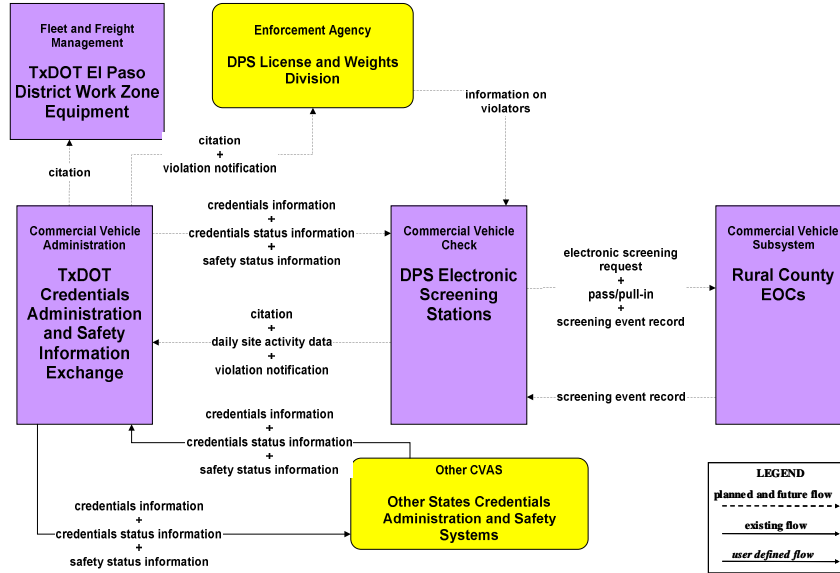 Fleet and Freight
Management
TxDOT El Paso
District Work Zone
Equipment
Enforcement Agency
DPS License and Weights
Division
information on
violators
citation
+
violation notification
citation
Commercial Vehicle
Administration
TxDOT
Credentials
Administration
and Safety
Information
Exchange
credentials information
+
credentials status information
+
safety status information
Commercial Vehicle
Check
DPS Electronic
Screening
Stations
electronic screening
request
+
pass/pull-in
+
screening event record
Commercial Vehicle
Subsystem
Rural County
EOCs
citation
+
daily site activity data
+
violation notification
screening event record
credentials information
+
credentials status information
+
safety status information
Other CVAS
Other States Credentials
Administration and Safety
Systems
credentials information
+
credentials status information
+
safety status information
LEGEND
planned and future flow
existing flow
user defined flow